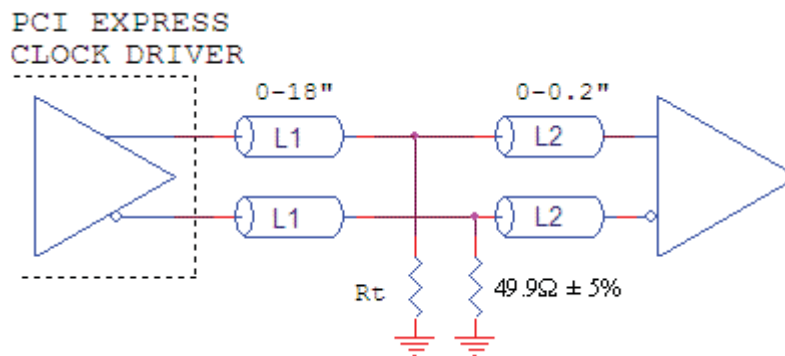 PCI EXPRESS
CLOCK DRIVER
0-18"
0-0.2"
L1
L2
L1
L2
Rt
49.9Ω ± 5%